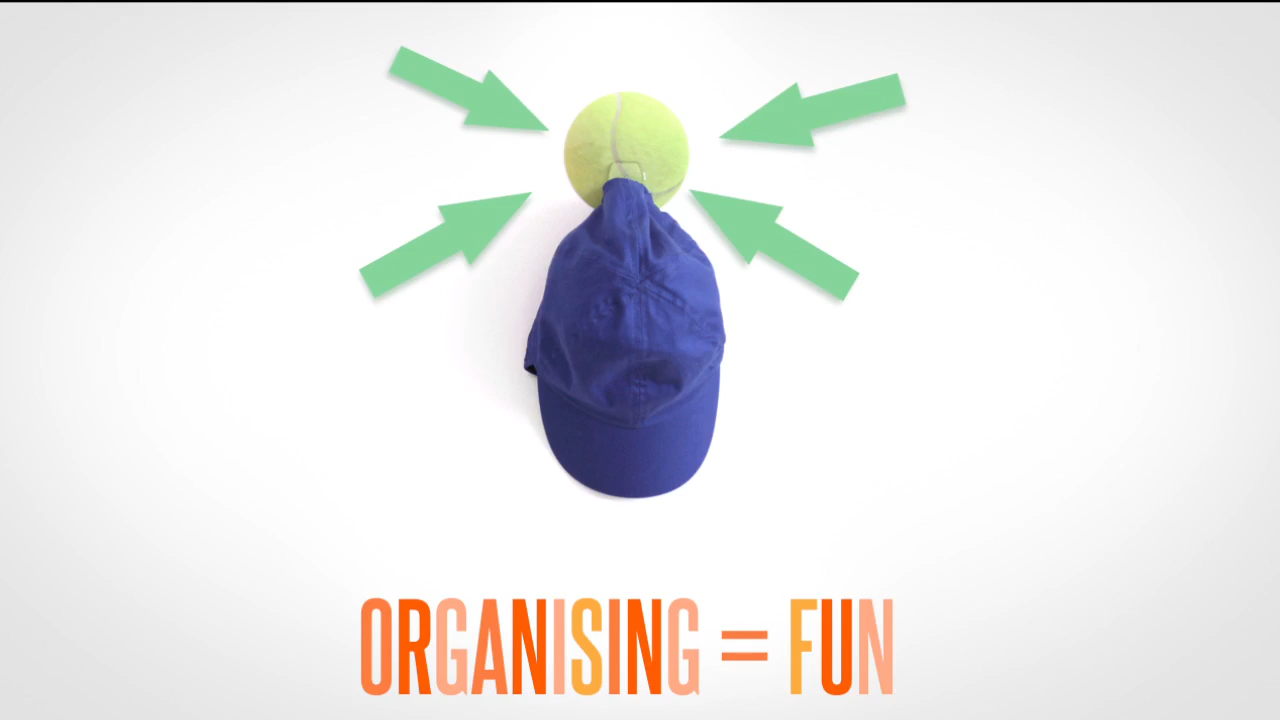 ORGANISING = FUN